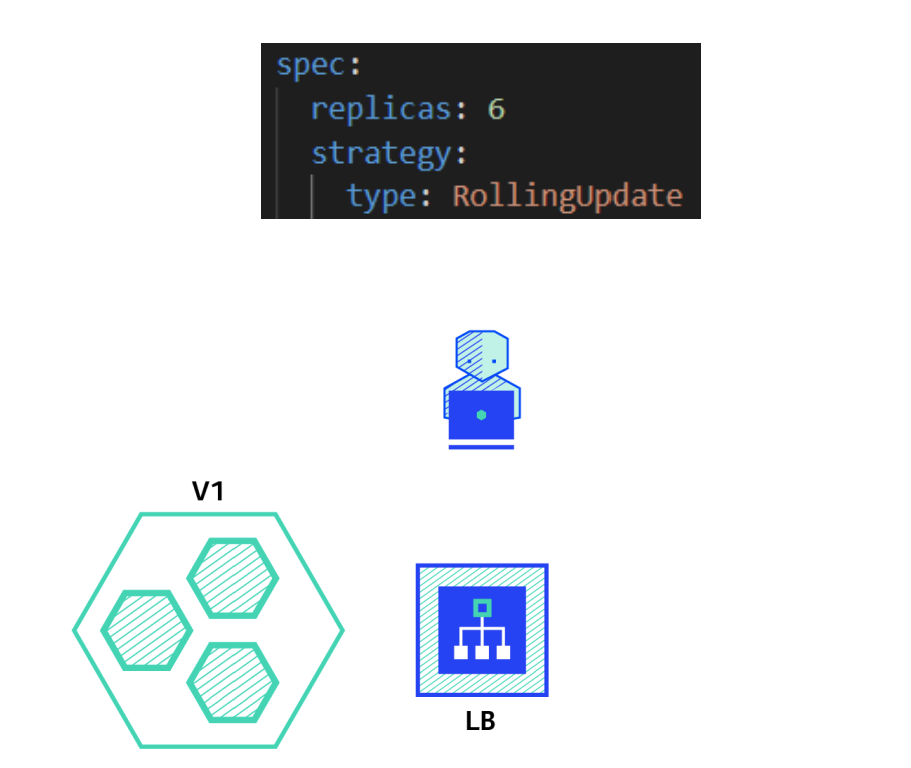 spec:
replicas: 6
strategy:
type: RollingUpdate
V1
LB